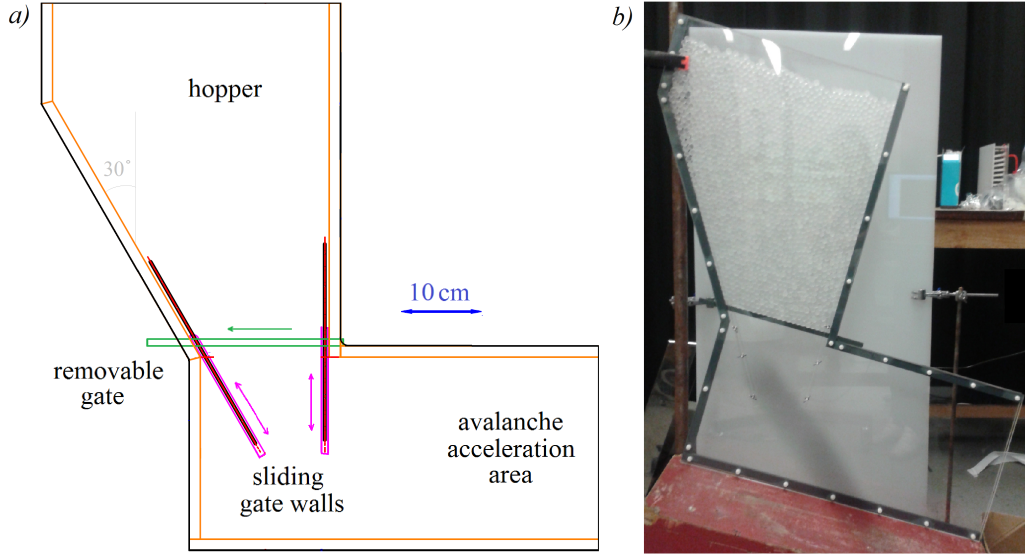 a)
b)
hopper
30°
10 cm
removable
gate
avalanche
acceleration
area
sliding
gate walls